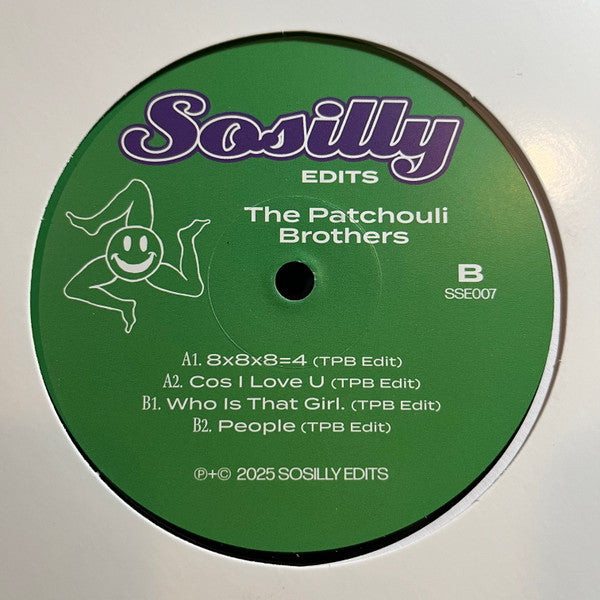 Sosilly
EDITS
The Patchouli
Brothers
B
SSE007
A1. 8x8x8=4 (TPB Edit)
A2. Cos I Love U (TPB Edit)
B1. Who Is That Girl. (TPB Edit)
B2. People (TPB Edit)
℗+© 2025 SOSILLY EDITS